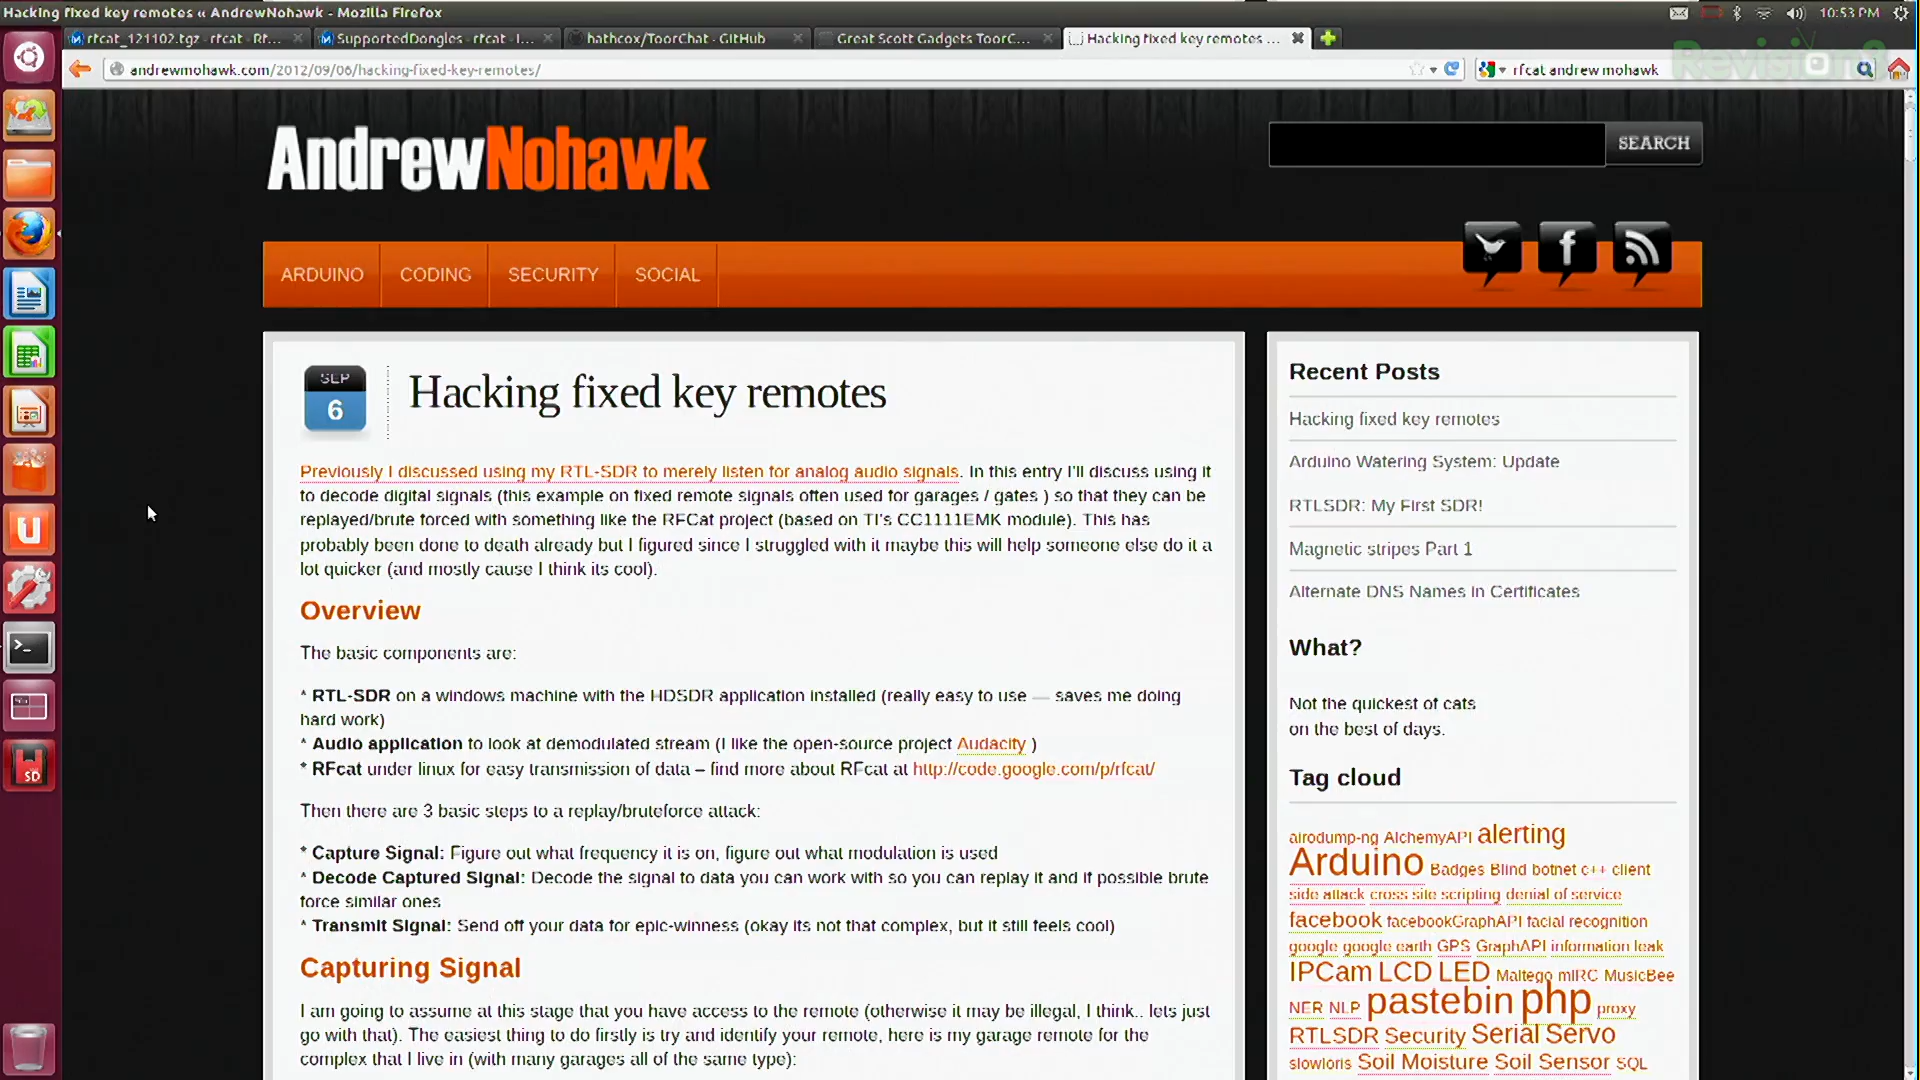 Hacking fixed key remotes « AndrewNohawk - Mozilla Firefox
10:53 PM
rfcat_121102.tgz - rfcat - Rf...
SupportedDongles - rfcat - I...
hathcox/ToorChat · GitHub
Great Scott Gadgets ToorC...
Hacking fixed key remotes ...
andrewmohawk.com/2012/09/06/hacking-fixed-key-remotes/
rfcat andrew mohawk
Revision3
AndrewNohawk
SEARCH
ARDUINO CODING SECURITY SOCIAL
SEP
6
Hacking fixed key remotes
Previously I discussed using my RTL-SDR to merely listen for analog audio signals. In this entry I'll discuss using it
to decode digital signals (this example on fixed remote signals often used for garages / gates ) so that they can be
replayed/brute forced with something like the RFCat project (based on TI's CC1111EMK module). This has
probably been done to death already but I figured since I struggled with it maybe this will help someone else do it a
lot quicker (and mostly cause I think its cool).
Overview
The basic components are:
* RTL-SDR on a windows machine with the HDSDR application installed (really easy to use — saves me doing
hard work)
* Audio application to look at demodulated stream (I like the open-source project Audacity )
* RFcat under linux for easy transmission of data – find more about RFcat at http://code.google.com/p/rfcat/
Then there are 3 basic steps to a replay/bruteforce attack:
* Capture Signal: Figure out what frequency it is on, figure out what modulation is used
* Decode Captured Signal: Decode the signal to data you can work with so you can replay it and if possible brute
force similar ones
* Transmit Signal: Send off your data for epic-winness (okay its not that complex, but it still feels cool)
Capturing Signal
I am going to assume at this stage that you have access to the remote (otherwise it may be illegal, I think.. lets just
go with that). The easiest thing to do firstly is try and identify your remote, here is my garage remote for the
complex that I live in (with many garages all of the same type):
Recent Posts
Hacking fixed key remotes
Arduino Watering System: Update
RTLSDR: My First SDR!
Magnetic stripes Part 1
Alternate DNS Names in Certificates
What?
Not the quickest of cats
on the best of days.
Tag cloud
airodump-ng AlchemyAPI alerting
Arduino Badges Blind botnet c++ client
side attack cross site scripting denial of service
facebook facebookGraphAPI facial recognition
google google earth GPS GraphAPI information leak
IPCam LCD LED Maltego mIRC MusicBee
NER NLP pastebin php proxy
RTLSDR Security Serial Servo
slowloris Soil Moisture Soil Sensor SQL
SD